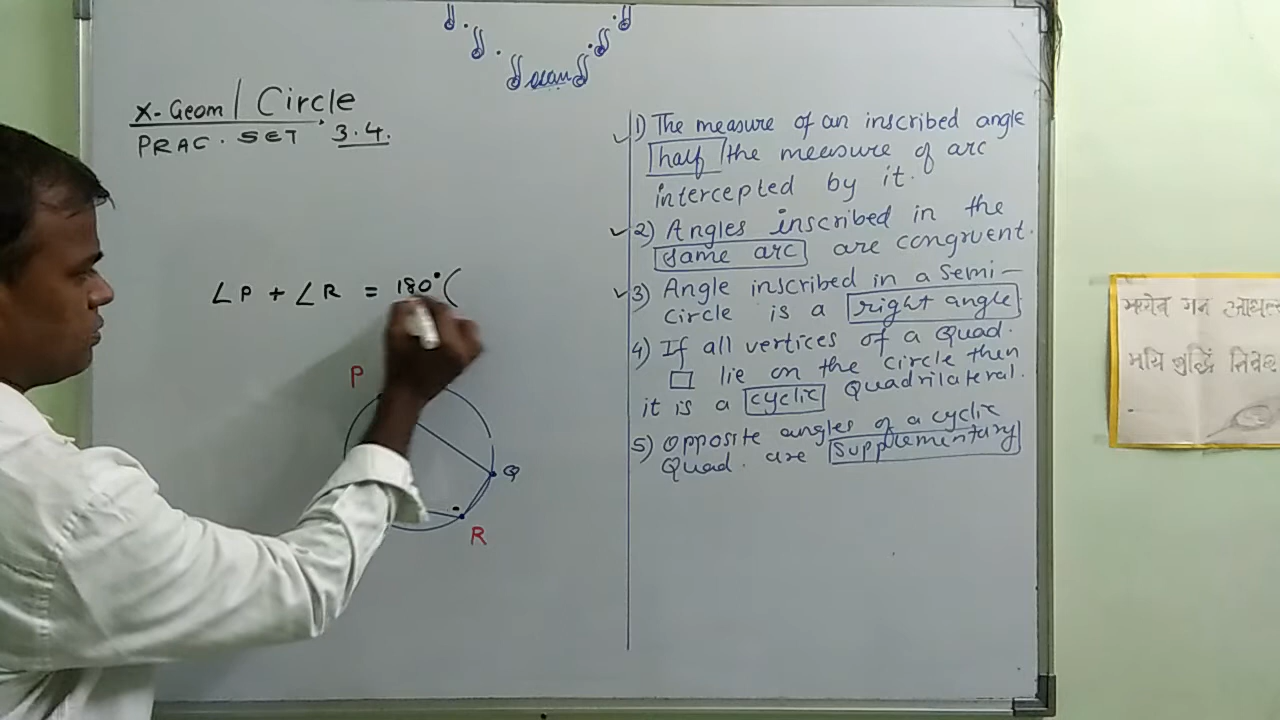 X-Geom | Circle
PRAC. SET 3.4.
∠P + ∠R = 180° (
P
Q
R
1) The measure of an inscribed angle
half the measure of arc
intercepted by it.
2) Angles inscribed in the
same arc are congruent.
3) Angle inscribed in a semi-
circle is a right angle
4) If all vertices of a Quad.
□ lie on the circle then
it is a cyclic Quadrilateral.
5) opposite angles of a cyclic
Quad. are supplementary